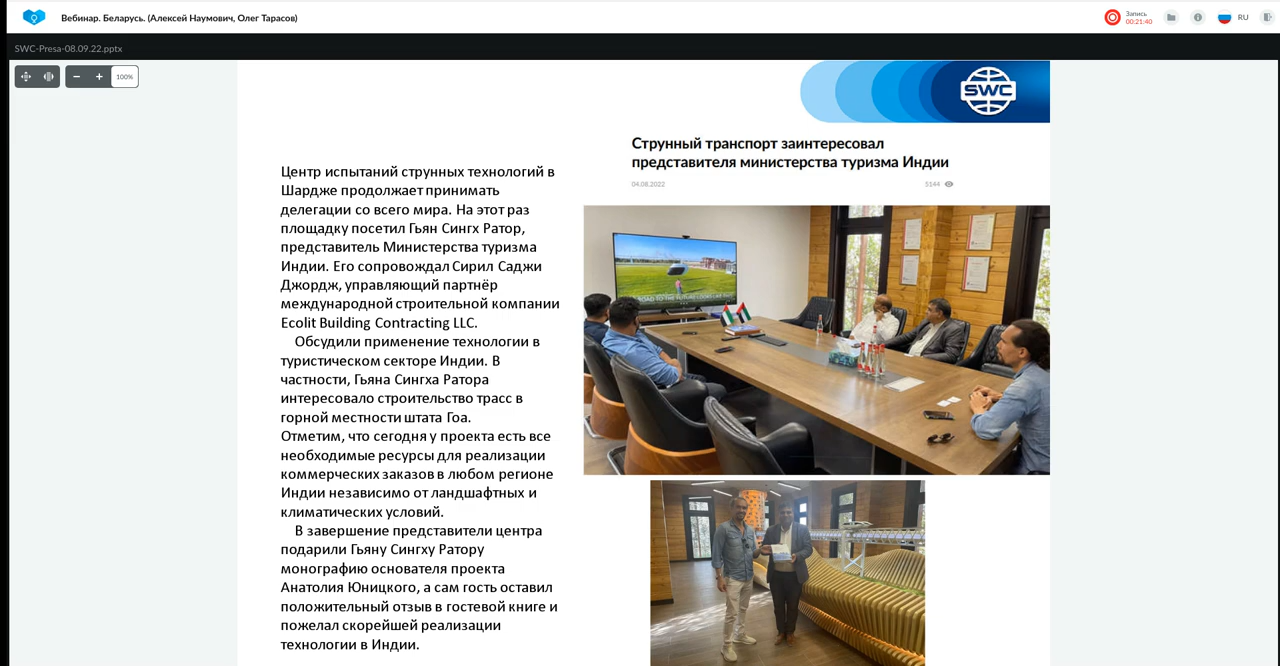 Вебинар. Беларусь. (Алексей Наумович, Олег Тарасов)
Запись
00:21:40
RU
SWC-Presa-08.09.22.pptx
100%
SWC
Струнный транспорт заинтересовал
представителя министерства туризма Индии
04.08.2022
5144
Центр испытаний струнных технологий в
Шардже продолжает принимать
делегации со всего мира. На этот раз
площадку посетил Гьян Сингх Ратор,
представитель Министерства туризма
Индии. Его сопровождал Сирил Саджи
Джордж, управляющий партнёр
международной строительной компании
Ecolit Building Contracting LLC.
Обсудили применение технологии в
туристическом секторе Индии. В
частности, Гьяна Сингха Ратора
интересовало строительство трасс в
горной местности штата Гоа.
Отметим, что сегодня у проекта есть все
необходимые ресурсы для реализации
коммерческих заказов в любом регионе
Индии независимо от ландшафтных и
климатических условий.
В завершение представители центра
подарили Гьяну Сингху Ратору
монографию основателя проекта
Анатолия Юницкого, а сам гость оставил
положительный отзыв в гостевой книге и
пожелал скорейшей реализации
технологии в Индии.